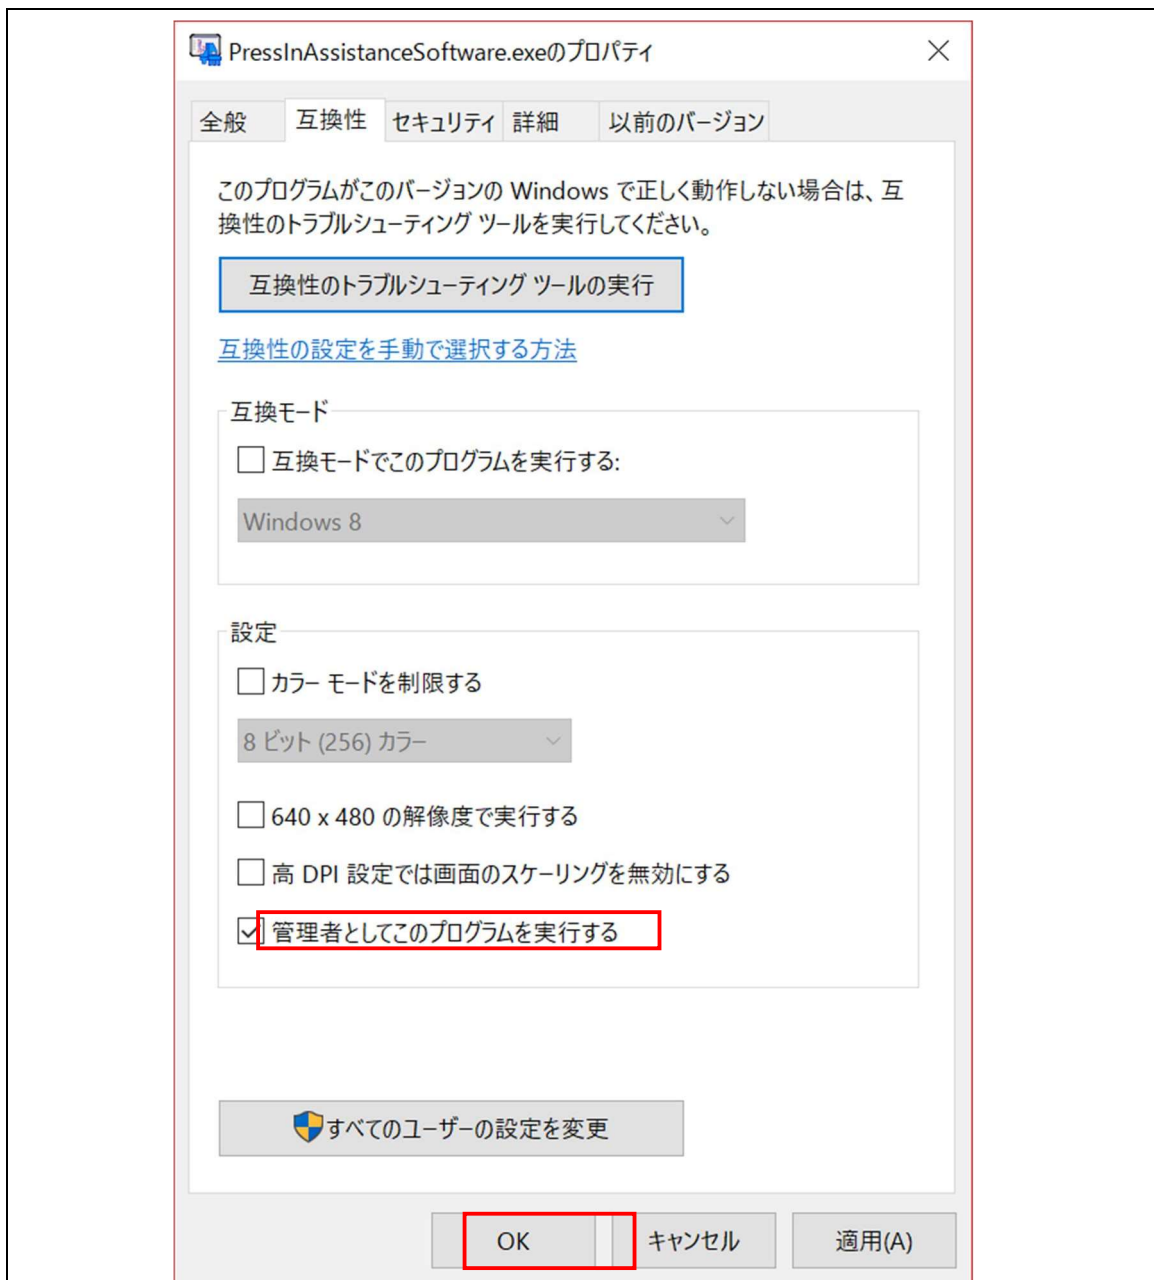 PressInAssistanceSoftware.exeのプロパティ
全般 互換性 セキュリティ 詳細 以前のバージョン
このプログラムがこのバージョンの Windows で正しく動作しない場合は、互
換性のトラブルシューティング ツールを実行してください。
互換性のトラブルシューティング ツールの実行
互換性の設定を手動で選択する方法
互換モード
互換モードでこのプログラムを実行する:
Windows 8
設定
カラー モードを制限する
8 ビット (256) カラー
640 x 480 の解像度で実行する
高 DPI 設定では画面のスケーリングを無効にする
管理者としてこのプログラムを実行する
すべてのユーザーの設定を変更
OK キャンセル 適用(A)